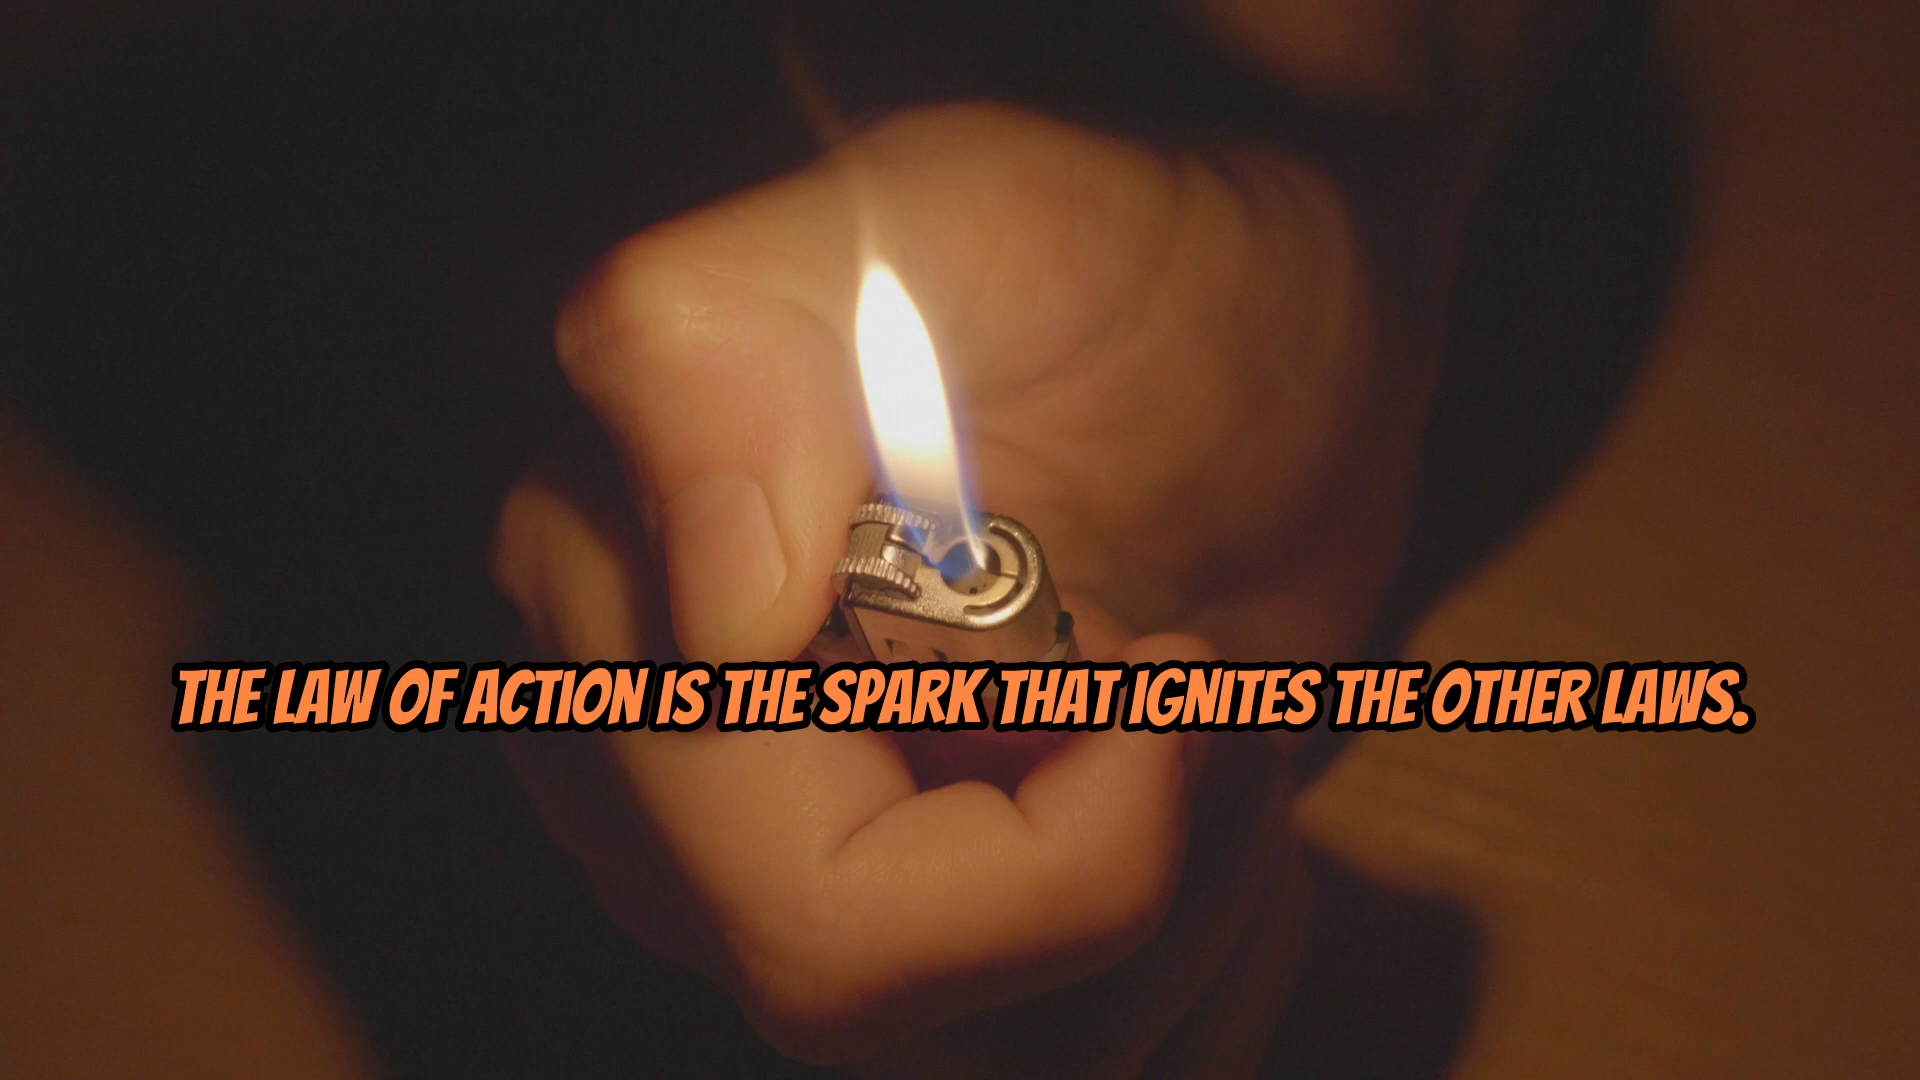 THE LAW OF ACTION IS THE SPARK THAT IGNITES THE OTHER LAWS.